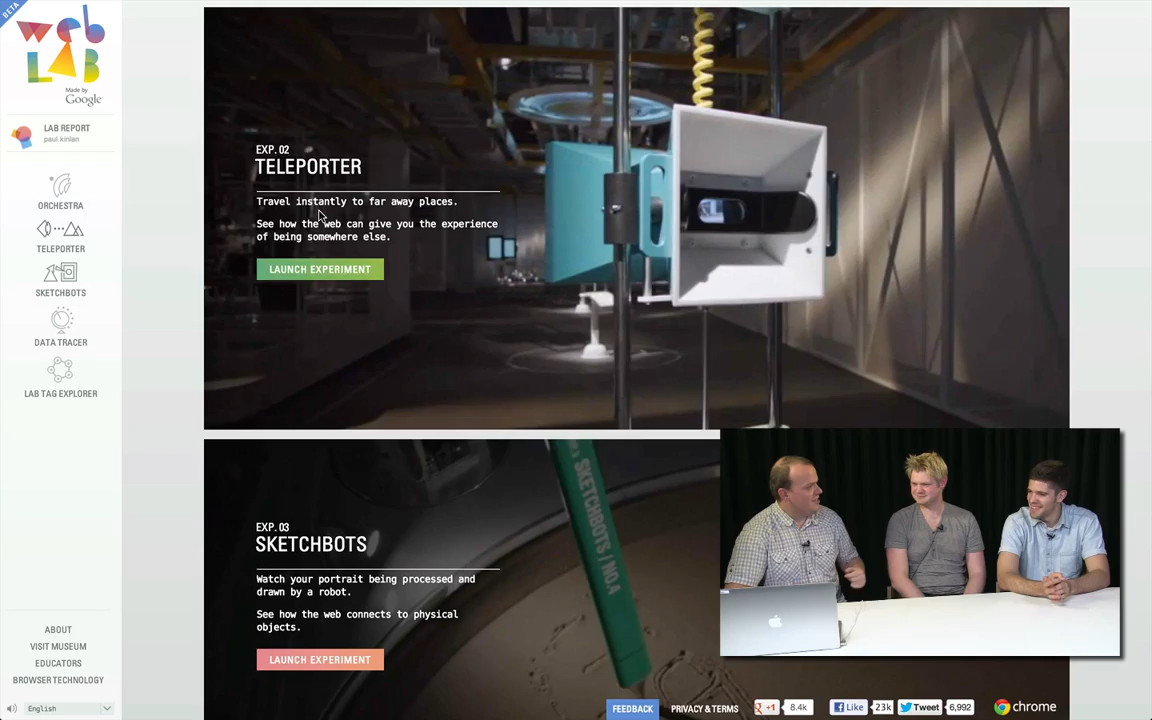 BETA
web
LAB
Made by
Google
LAB REPORT
paul.kinlan
ORCHESTRA
TELEPORTER
SKETCHBOTS
DATA TRACER
LAB TAG EXPLORER
ABOUT
VISIT MUSEUM
EDUCATORS
BROWSER TECHNOLOGY
English
EXP. 02
TELEPORTER
Travel instantly to far away places.
See how the web can give you the experience
of being somewhere else.
LAUNCH EXPERIMENT
EXP. 03
SKETCHBOTS
Watch your portrait being processed and
drawn by a robot.
See how the web connects to physical
objects.
LAUNCH EXPERIMENT
SKETCHBOTS / NO.4
FEEDBACK
PRIVACY & TERMS
g +1
8.4k
Like
23k
Tweet
6,992
chrome